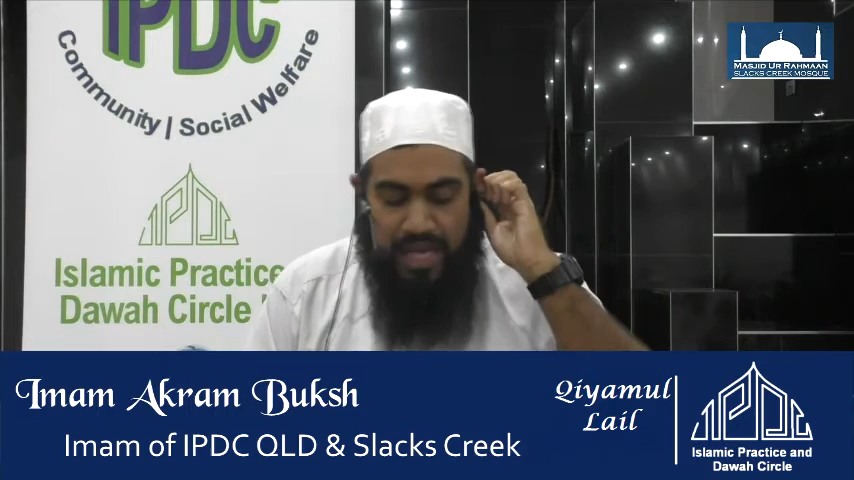 IPDC
Community | Social Welfare
IPDC
Islamic Practice
Dawah Circle
MASJID UR RAHMAAN
SLACKS CREEK MOSQUE
Imam Akram Buksh
Imam of IPDC QLD & Slacks Creek
Qiyamul
Lail
IPDC
Islamic Practice and
Dawah Circle